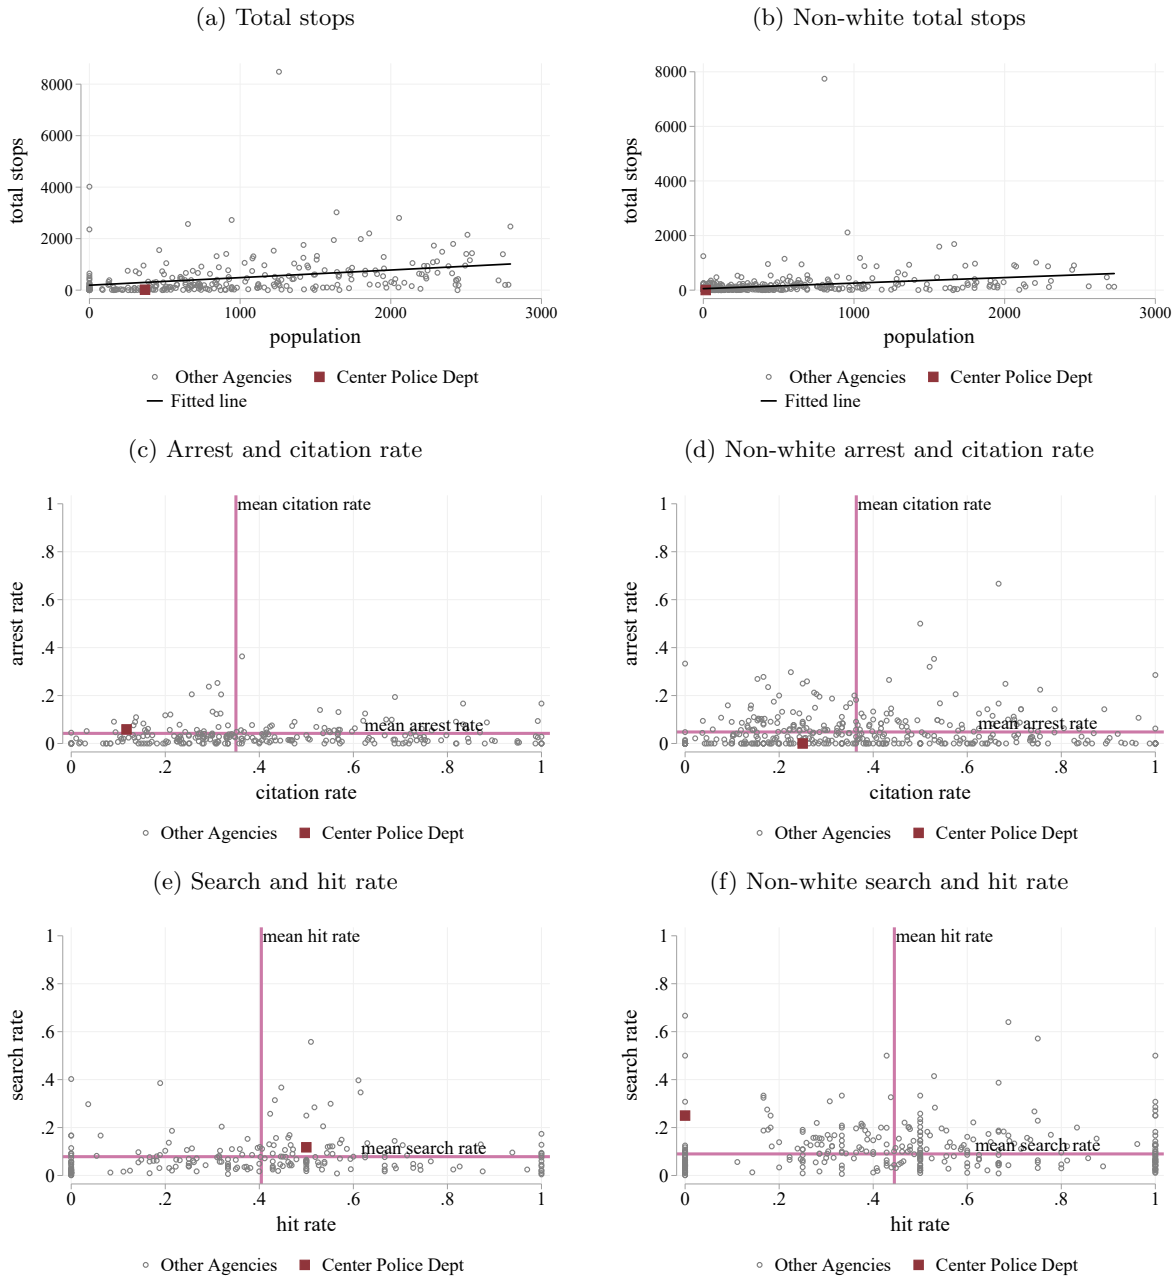 (a) Total stops
(b) Non-white total stops
total stops
8000
6000
4000
2000
0
0 1000 2000 3000
population
Other Agencies Center Police Dept
Fitted line
total stops
8000
6000
4000
2000
0
0 1000 2000 3000
population
Other Agencies Center Police Dept
Fitted line
(c) Arrest and citation rate
(d) Non-white arrest and citation rate
arrest rate
1
.8
.6
.4
.2
0
mean citation rate
mean arrest rate
0 .2 .4 .6 .8 1
citation rate
Other Agencies Center Police Dept
arrest rate
1
.8
.6
.4
.2
0
mean citation rate
mean arrest rate
0 .2 .4 .6 .8 1
citation rate
Other Agencies Center Police Dept
(e) Search and hit rate
(f) Non-white search and hit rate
search rate
1
.8
.6
.4
.2
0
mean hit rate
mean search rate
0 .2 .4 .6 .8 1
hit rate
Other Agencies Center Police Dept
search rate
1
.8
.6
.4
.2
0
mean hit rate
mean search rate
0 .2 .4 .6 .8 1
hit rate
Other Agencies Center Police Dept